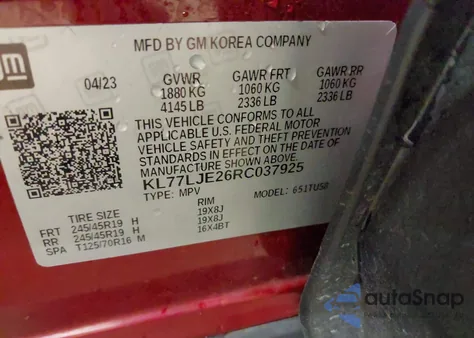 gm
MFD BY GM KOREA COMPANY
04/23 GVWR GAWR FRT GAWR RR
1880 KG 1060 KG 1060 KG
4145 LB 2336 LB 2336 LB
THIS VEHICLE CONFORMS TO ALL
APPLICABLE U.S. FEDERAL MOTOR
VEHICLE SAFETY AND THEFT PREVENTION
STANDARDS IN EFFECT ON THE DATE OF
MANUFACTURE SHOWN ABOVE.
KL77LJE26RC037925
TYPE: MPV MODEL: 651TUS8
TIRE SIZE RIM
FRT 245/45R19 H 19X8J
RR 245/45R19 H 19X8J
SPA T125/70R16 M 16X4BT
autoSnap